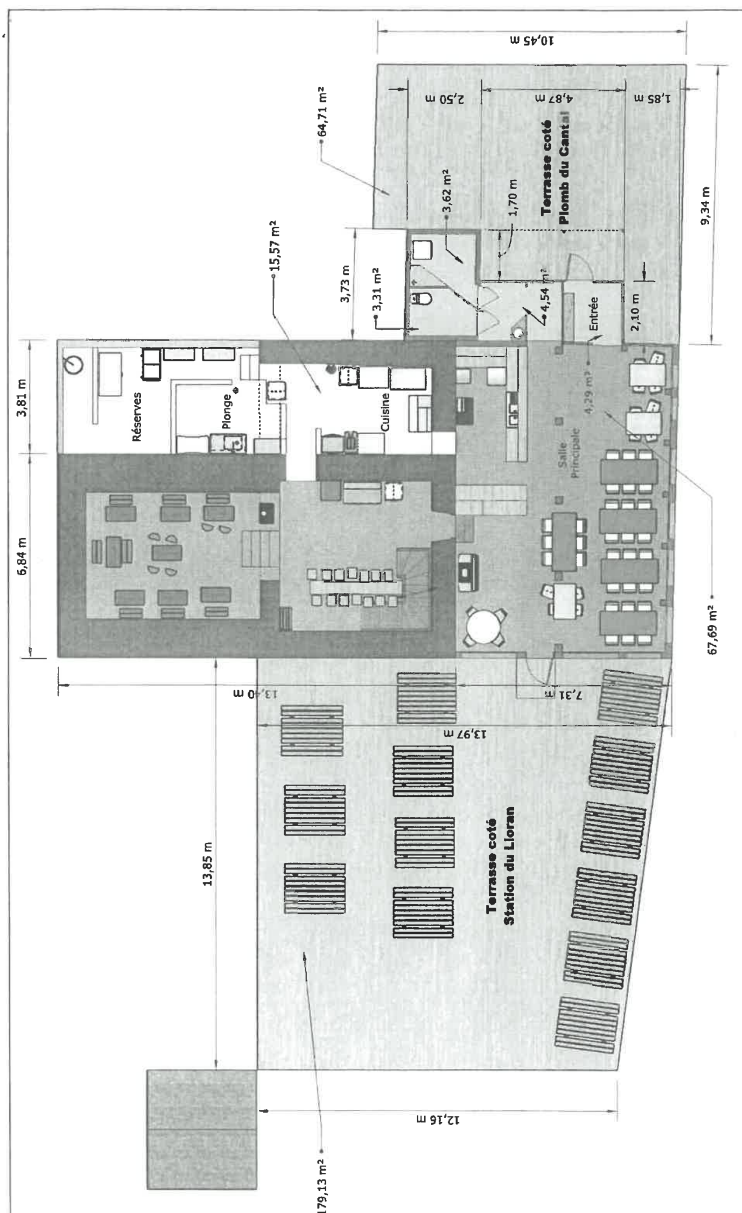 10,45 m
64,71 m²
2,50 m
4,87 m
1,85 m
Terrasse coté
Plomb du Cantal
3,62 m²
1,70 m
9,34 m
15,57 m²
3,73 m
3,31 m²
4,54 m²
Entrée
2,10 m
3,81 m
Réserves
Plonge
Cuisine
4,29 m²
Salle
Principale
6,84 m
67,69 m²
13,40 m
7,31 m
13,97 m
13,85 m
Terrasse coté
Station du Lioran
12,16 m
179,13 m²